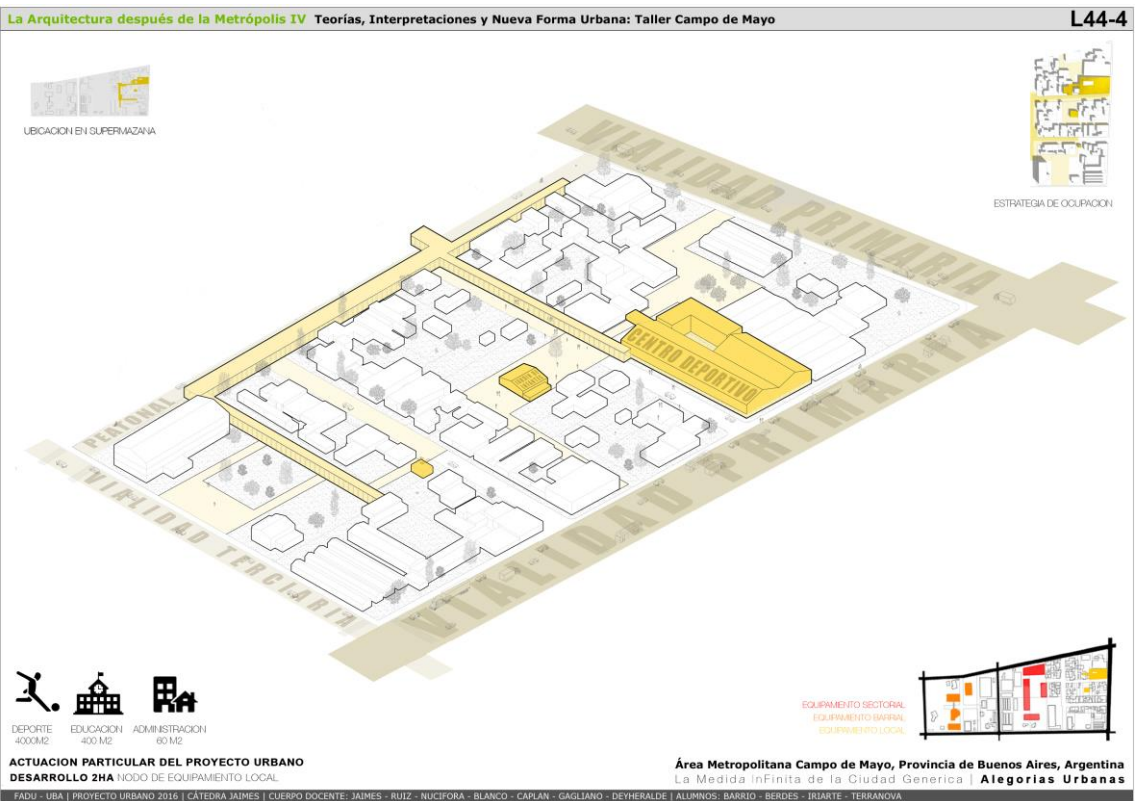 La Arquitectura después de la Metrópolis IV Teorías, Interpretaciones y Nueva Forma Urbana: Taller Campo de Mayo
L44-4
UBICACION EN SUPERMAZANA
ESTRATEGIA DE OCUPACION
VIALIDAD PRIMARIA
CENTRO DEPORTIVO
PEATONAL
VIALIDAD PRIMARIA
VIALIDAD TERCIARIA
DEPORTE
4000M2
EDUCACION
400 M2
ADMINISTRACION
60 M2
EQUIPAMIENTO SECTORIAL
EQUIPAMIENTO BARRIAL
EQUIPAMIENTO LOCAL
ACTUACION PARTICULAR DEL PROYECTO URBANO
DESARROLLO 2HA NODO DE EQUIPAMIENTO LOCAL
Área Metropolitana Campo de Mayo, Provincia de Buenos Aires, Argentina
La Medida inFinita de la Ciudad Generica | Alegorias Urbanas
FADU - UBA | PROYECTO URBANO 2016 | CÁTEDRA JAIMES | CUERPO DOCENTE: JAIMES - RUIZ - NUCIFORA - BLANCO - CAPLAN - GAGLIANO - DEYHERALDE | ALUMNOS: BARRIO - BERDES - IRIARTE - TERRANOVA